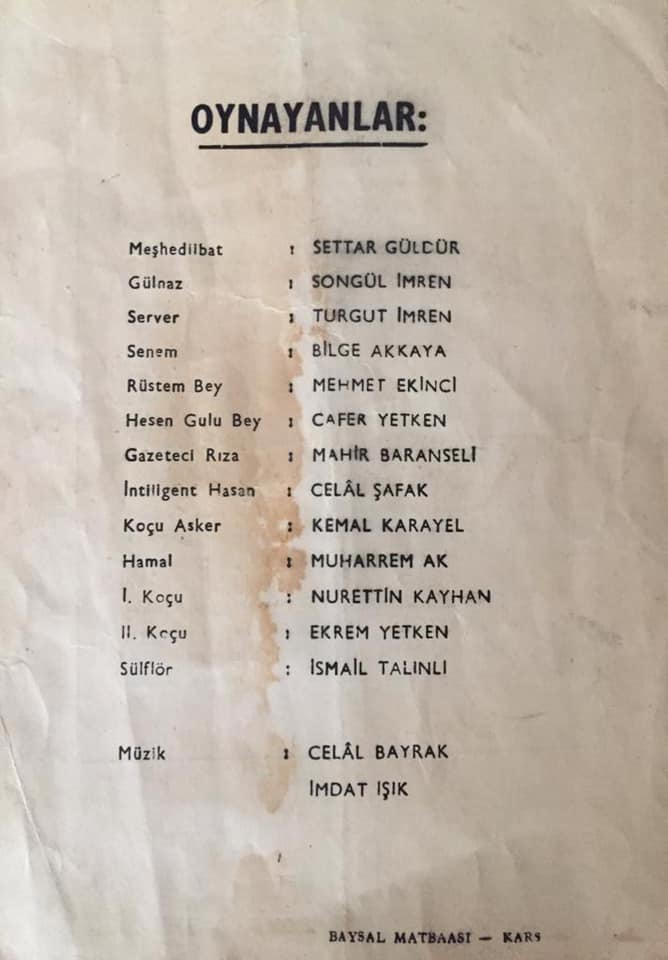 OYNAYANLAR:
Meşhediibat : SETTAR GÜLDÜR
Gülnaz : SONGÜL İMREN
Server : TURGUT İMREN
Senem : BİLGE AKKAYA
Rüstem Bey : MEHMET EKİNCİ
Hesen Gulu Bey : CAFER YETKEN
Gazeteci Rıza : MAHİR BARANSELİ
İntiligent Hasan : CELÂL ŞAFAK
Koçu Asker : KEMAL KARAYEL
Hamal : MUHARREM AK
I. Koçu : NURETTİN KAYHAN
II. Koçu : EKREM YETKEN
Sülflör : İSMAİL TALINLI
Müzik : CELÂL BAYRAK
İMDAT IŞIK
BAYSAL MATBAASI — KARS